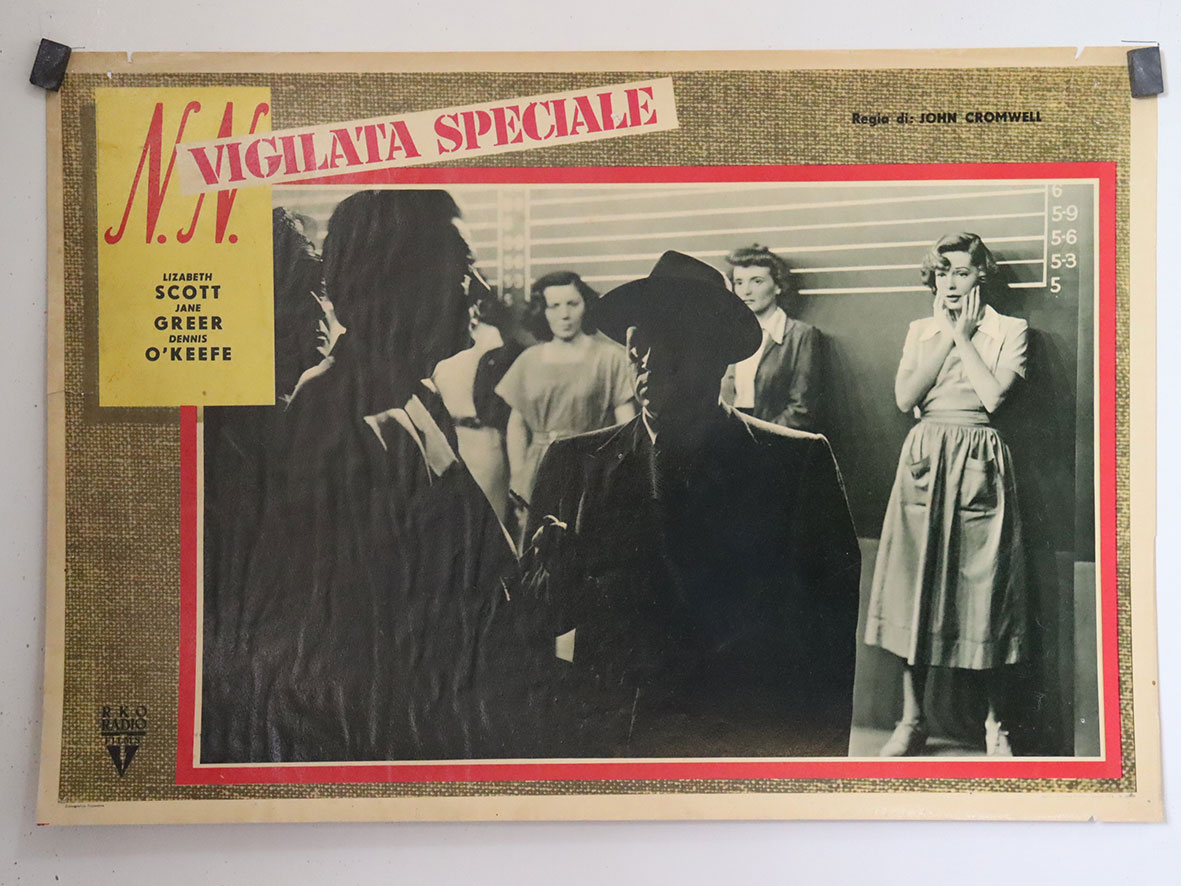 N.N.
VIGILATA SPECIALE
Regia di: JOHN CROMWELL
LIZABETH
SCOTT
JANE
GREER
DENNIS
O'KEEFE
6
5-9
5-6
5-3
5
RKO
RADIO